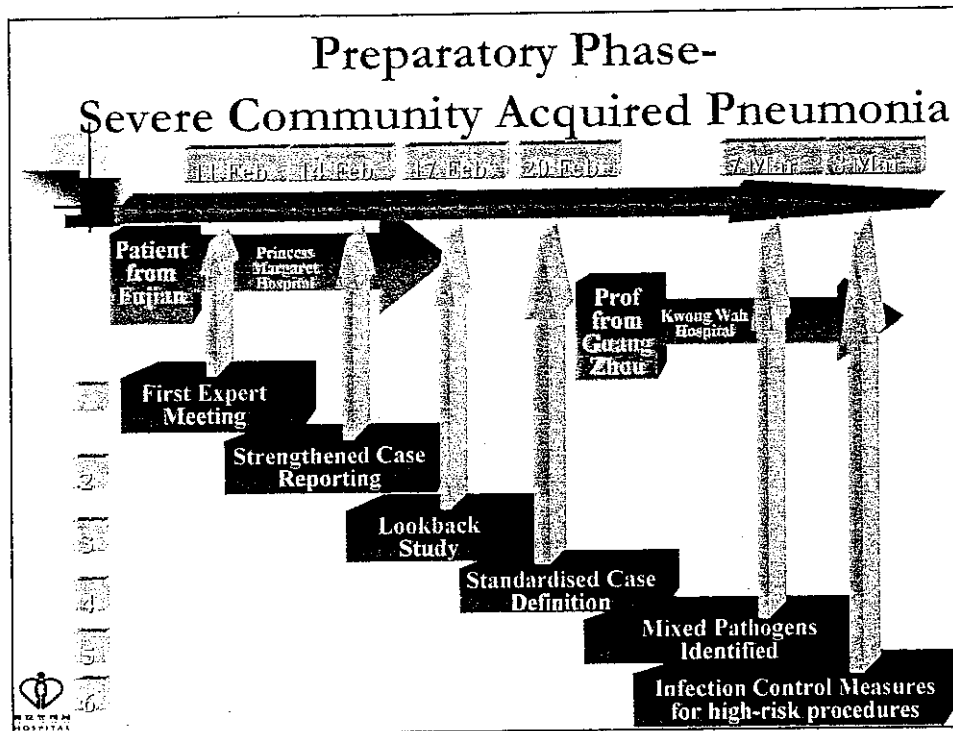 Preparatory Phase-
Severe Community Acquired Pneumonia
11 Feb 14 Feb 17 Feb 20 Feb 7 Mar 8 Mar
Patient
from
Fujian
Princess
Margaret
Hospital
Prof
from
Guang
Zhou
Kwong Wah
Hospital
1
First Expert
Meeting
2
Strengthened Case
Reporting
3
Lookback
Study
4
Standardised Case
Definition
5
Mixed Pathogens
Identified
6
Infection Control Measures
for high-risk procedures
HOSPITAL